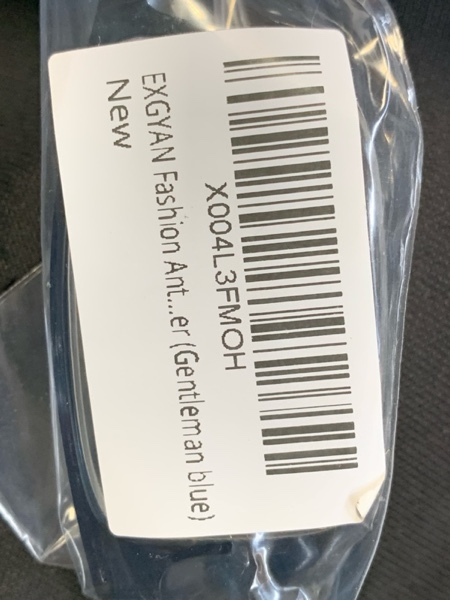 X004L3FMOH
EXGYAN Fashion Ant...er (Gentleman blue)
New